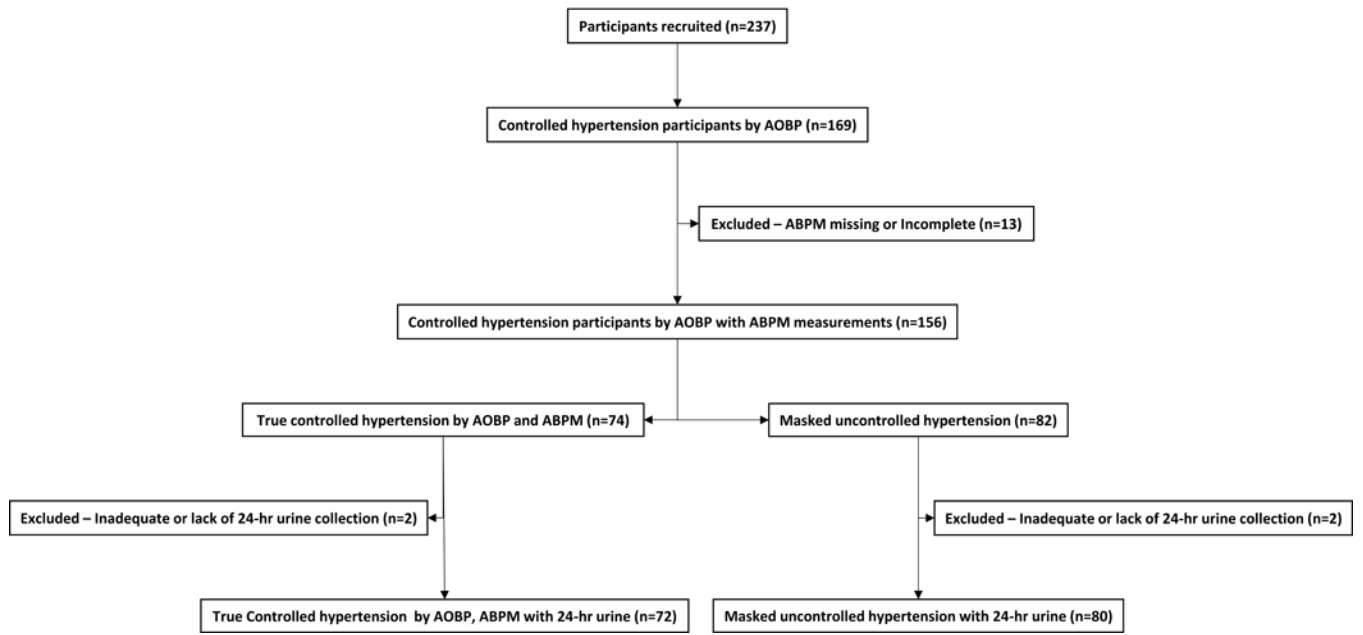 Participants recruited (n=237)
Controlled hypertension participants by AOBP (n=169)
Excluded – ABPM missing or Incomplete (n=13)
Controlled hypertension participants by AOBP with ABPM measurements (n=156)
True controlled hypertension by AOBP and ABPM (n=74)
Masked uncontrolled hypertension (n=82)
Excluded – Inadequate or lack of 24-hr urine collection (n=2)
Excluded – Inadequate or lack of 24-hr urine collection (n=2)
True Controlled hypertension by AOBP, ABPM with 24-hr urine (n=72)
Masked uncontrolled hypertension with 24-hr urine (n=80)